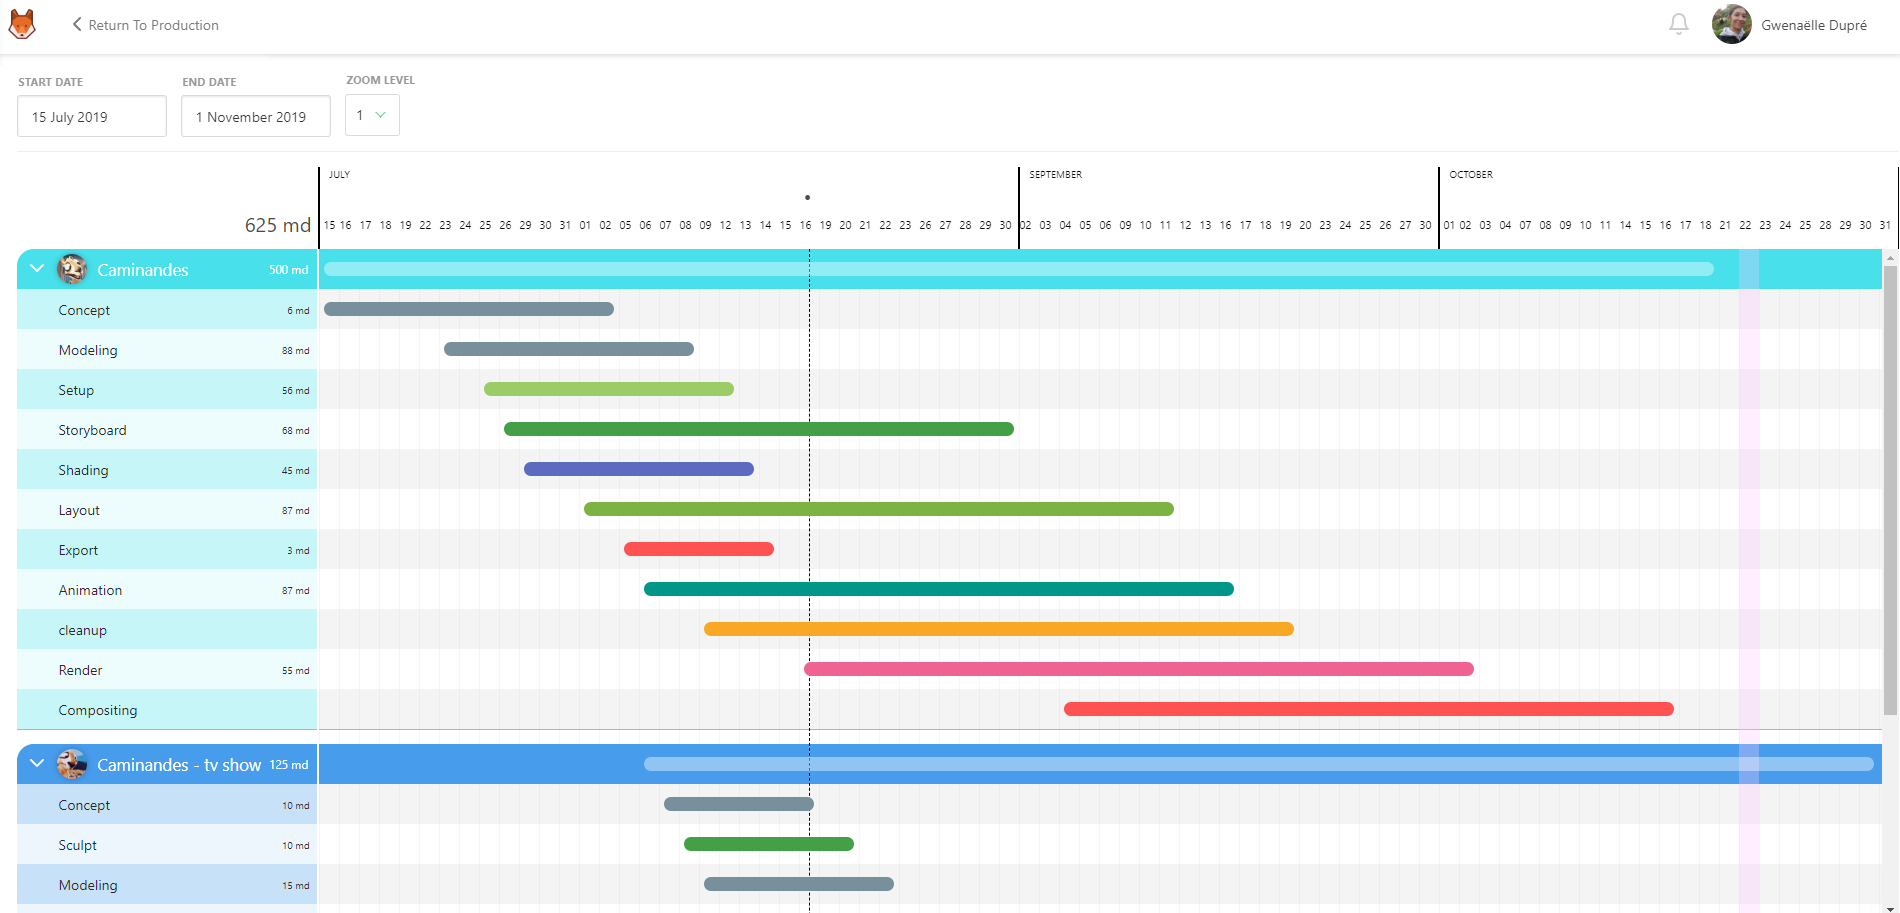 Return To Production
Gwenaëlle Dupré
START DATE
END DATE
ZOOM LEVEL
15 July 2019
1 November 2019
1
JULY
SEPTEMBER
OCTOBER
625 md
15 16 17 18 19 22 23 24 25 26 29 30 31 01 02 05 06 07 08 09 12 13 14 15 16 19 20 21 22 23 26 27 28 29 30 02 03 04 05 06 09 10 11 12 13 16 17 18 19 20 23 24 25 26 27 30 01 02 03 04 07 08 09 10 11 14 15 16 17 18 21 22 23 24 25 28 29 30 31
Caminandes 500 md
Concept 6 md
Modeling 88 md
Setup 56 md
Storyboard 68 md
Shading 45 md
Layout 87 md
Export 3 md
Animation 87 md
cleanup
Render 55 md
Compositing
Caminandes - tv show 125 md
Concept 10 md
Sculpt 10 md
Modeling 15 md